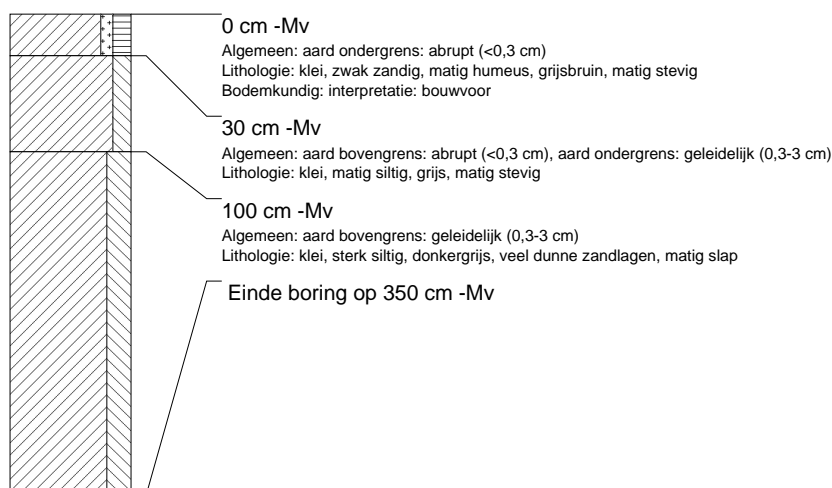 0 cm -Mv
Algemeen: aard ondergrens: abrupt (<0,3 cm)
Lithologie: klei, zwak zandig, matig humeus, grijsbruin, matig stevig
Bodemkundig: interpretatie: bouwvoor
30 cm -Mv
Algemeen: aard bovengrens: abrupt (<0,3 cm), aard ondergrens: geleidelijk (0,3-3 cm)
Lithologie: klei, matig siltig, grijs, matig stevig
100 cm -Mv
Algemeen: aard bovengrens: geleidelijk (0,3-3 cm)
Lithologie: klei, sterk siltig, donkergrijs, veel dunne zandlagen, matig slap
Einde boring op 350 cm -Mv